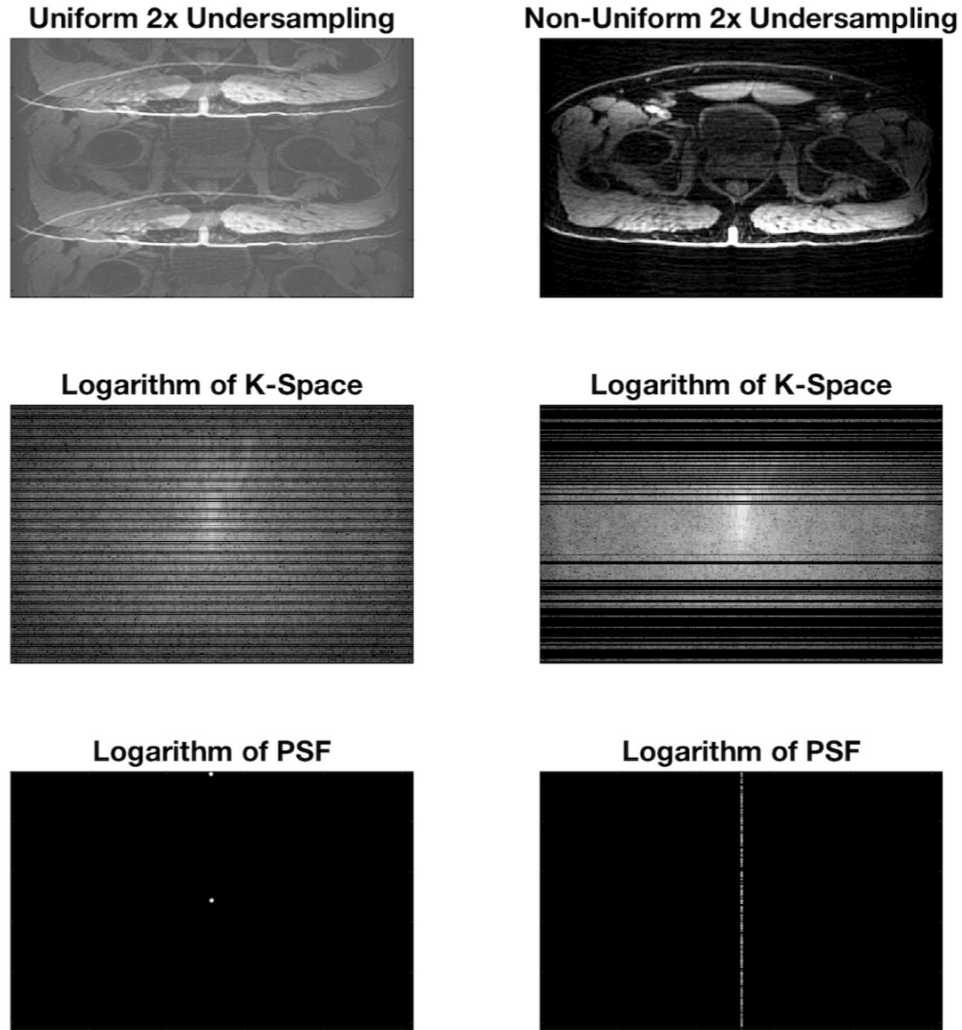 Uniform 2x Undersampling
Non-Uniform 2x Undersampling
Logarithm of K-Space
Logarithm of K-Space
Logarithm of PSF
Logarithm of PSF